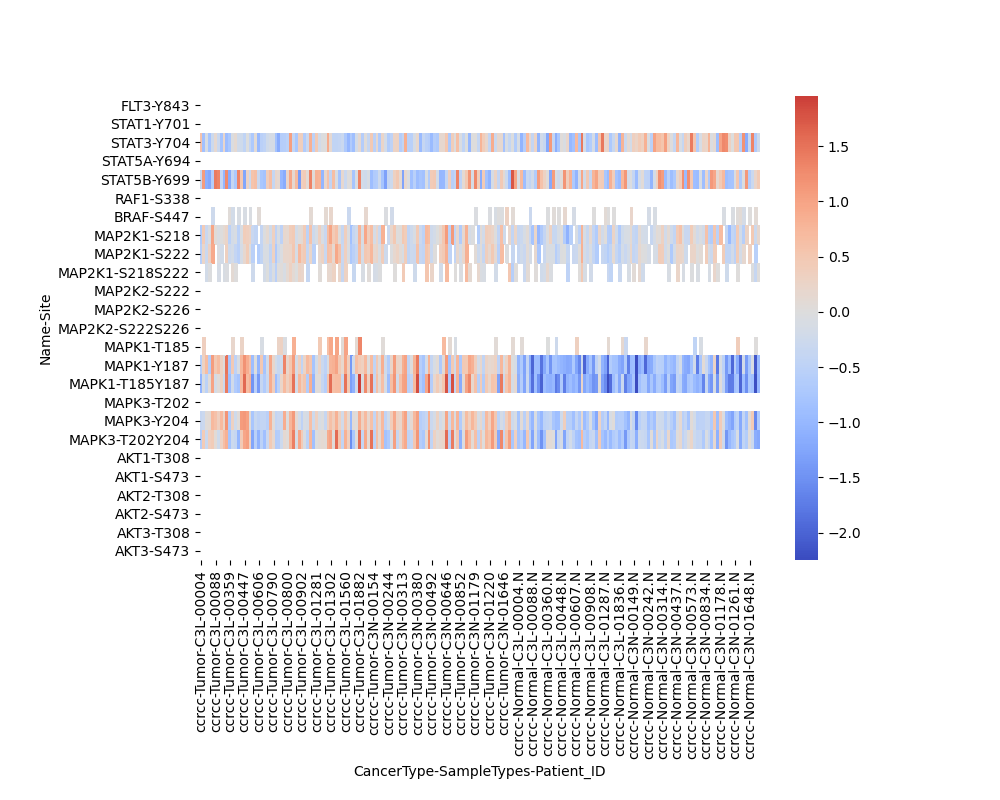 FLT3-Y843
STAT1-Y701
STAT3-Y704
STAT5A-Y694
STAT5B-Y699
RAF1-S338
BRAF-S447
MAP2K1-S218
MAP2K1-S222
MAP2K1-S218S222
MAP2K2-S222
MAP2K2-S226
MAP2K2-S222S226
MAPK1-T185
MAPK1-Y187
MAPK1-T185Y187
MAPK3-T202
MAPK3-Y204
MAPK3-T202Y204
AKT1-T308
AKT1-S473
AKT2-T308
AKT2-S473
AKT3-T308
AKT3-S473
Name-Site
ccrcc-Tumor-C3L-00004
ccrcc-Tumor-C3L-00088
ccrcc-Tumor-C3L-00359
ccrcc-Tumor-C3L-00447
ccrcc-Tumor-C3L-00606
ccrcc-Tumor-C3L-00790
ccrcc-Tumor-C3L-00800
ccrcc-Tumor-C3L-00902
ccrcc-Tumor-C3L-01281
ccrcc-Tumor-C3L-01302
ccrcc-Tumor-C3L-01560
ccrcc-Tumor-C3L-01882
ccrcc-Tumor-C3N-00154
ccrcc-Tumor-C3N-00244
ccrcc-Tumor-C3N-00313
ccrcc-Tumor-C3N-00380
ccrcc-Tumor-C3N-00492
ccrcc-Tumor-C3N-00646
ccrcc-Tumor-C3N-00852
ccrcc-Tumor-C3N-01179
ccrcc-Tumor-C3N-01220
ccrcc-Tumor-C3N-01646
ccrcc-Normal-C3L-00004.N
ccrcc-Normal-C3L-00088.N
ccrcc-Normal-C3L-00360.N
ccrcc-Normal-C3L-00448.N
ccrcc-Normal-C3L-00607.N
ccrcc-Normal-C3L-00908.N
ccrcc-Normal-C3L-01287.N
ccrcc-Normal-C3L-01836.N
ccrcc-Normal-C3N-00149.N
ccrcc-Normal-C3N-00242.N
ccrcc-Normal-C3N-00314.N
ccrcc-Normal-C3N-00437.N
ccrcc-Normal-C3N-00573.N
ccrcc-Normal-C3N-00834.N
ccrcc-Normal-C3N-01178.N
ccrcc-Normal-C3N-01261.N
ccrcc-Normal-C3N-01648.N
CancerType-SampleTypes-Patient_ID
1.5
1.0
0.5
0.0
−0.5
−1.0
−1.5
−2.0